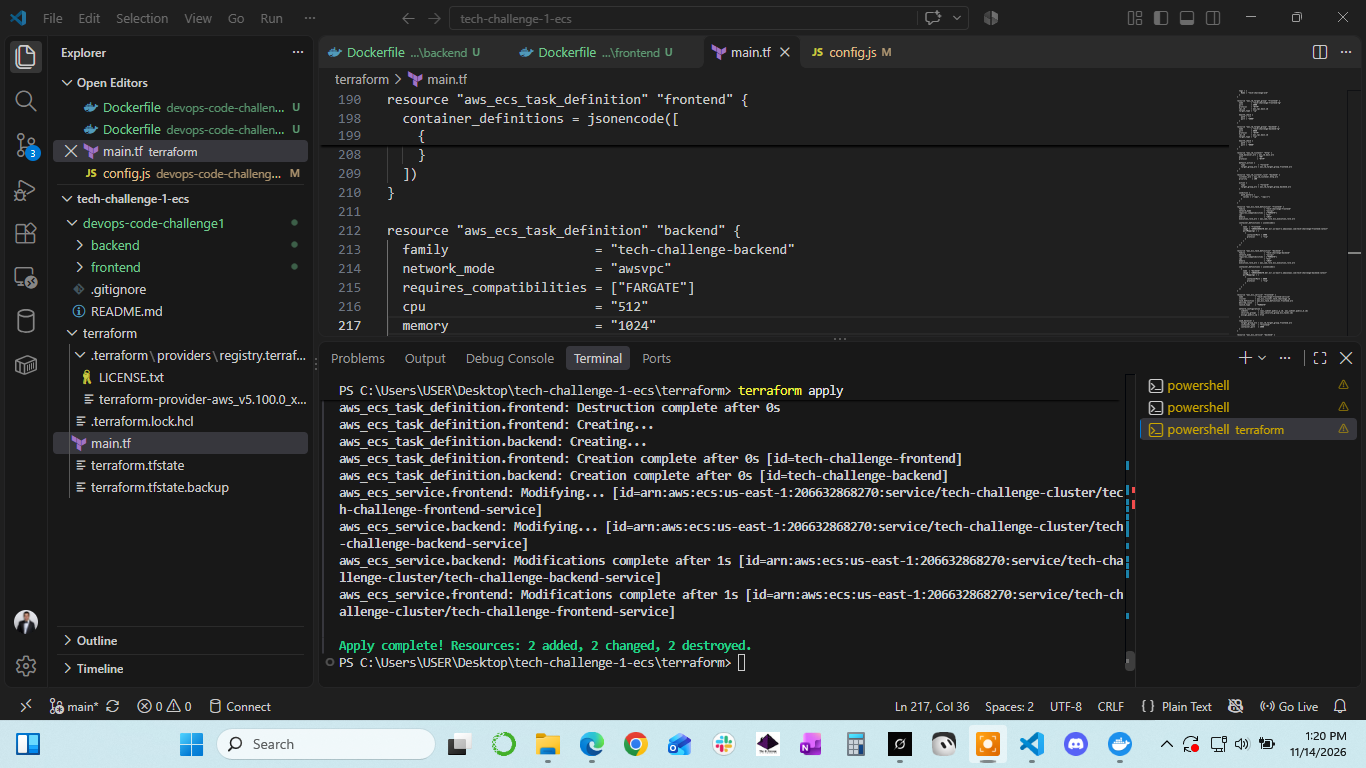 File Edit Selection View Go Run ···
tech-challenge-1-ecs
Explorer
Open Editors
Dockerfile devops-code-challen... U
Dockerfile devops-code-challen... U
main.tf terraform
config.js devops-code-challeng... M
tech-challenge-1-ecs
devops-code-challenge1
backend
frontend
.gitignore
README.md
terraform
.terraform\providers\registry.terraf...
LICENSE.txt
terraform-provider-aws_v5.100.0_x...
.terraform.lock.hcl
main.tf
terraform.tfstate
terraform.tfstate.backup
Outline
Timeline
3
Dockerfile ...\backend U
Dockerfile ...\frontend U
main.tf
JS config.js M
terraform > main.tf
190 resource "aws_ecs_task_definition" "frontend" {
198 container_definitions = jsonencode([
199 {
208 }
209 ])
210 }
211
212 resource "aws_ecs_task_definition" "backend" {
213 family = "tech-challenge-backend"
214 network_mode = "awsvpc"
215 requires_compatibilities = ["FARGATE"]
216 cpu = "512"
217 memory = "1024"
Problems Output Debug Console Terminal Ports
PS C:\Users\USER\Desktop\tech-challenge-1-ecs\terraform> terraform apply
aws_ecs_task_definition.frontend: Destruction complete after 0s
aws_ecs_task_definition.frontend: Creating...
aws_ecs_task_definition.backend: Creating...
aws_ecs_task_definition.frontend: Creation complete after 0s [id=tech-challenge-frontend]
aws_ecs_task_definition.backend: Creation complete after 0s [id=tech-challenge-backend]
aws_ecs_service.frontend: Modifying... [id=arn:aws:ecs:us-east-1:206632868270:service/tech-challenge-cluster/tec
h-challenge-frontend-service]
aws_ecs_service.backend: Modifying... [id=arn:aws:ecs:us-east-1:206632868270:service/tech-challenge-cluster/tech
-challenge-backend-service]
aws_ecs_service.backend: Modifications complete after 1s [id=arn:aws:ecs:us-east-1:206632868270:service/tech-cha
llenge-cluster/tech-challenge-backend-service]
aws_ecs_service.frontend: Modifications complete after 1s [id=arn:aws:ecs:us-east-1:206632868270:service/tech-ch
allenge-cluster/tech-challenge-frontend-service]
Apply complete! Resources: 2 added, 2 changed, 2 destroyed.
PS C:\Users\USER\Desktop\tech-challenge-1-ecs\terraform>
powershell
powershell
powershell terraform
main* 0 0 Connect
Ln 217, Col 36 Spaces: 2 UTF-8 CRLF {} Plain Text Go Live
Search
1:20 PM
11/14/2026